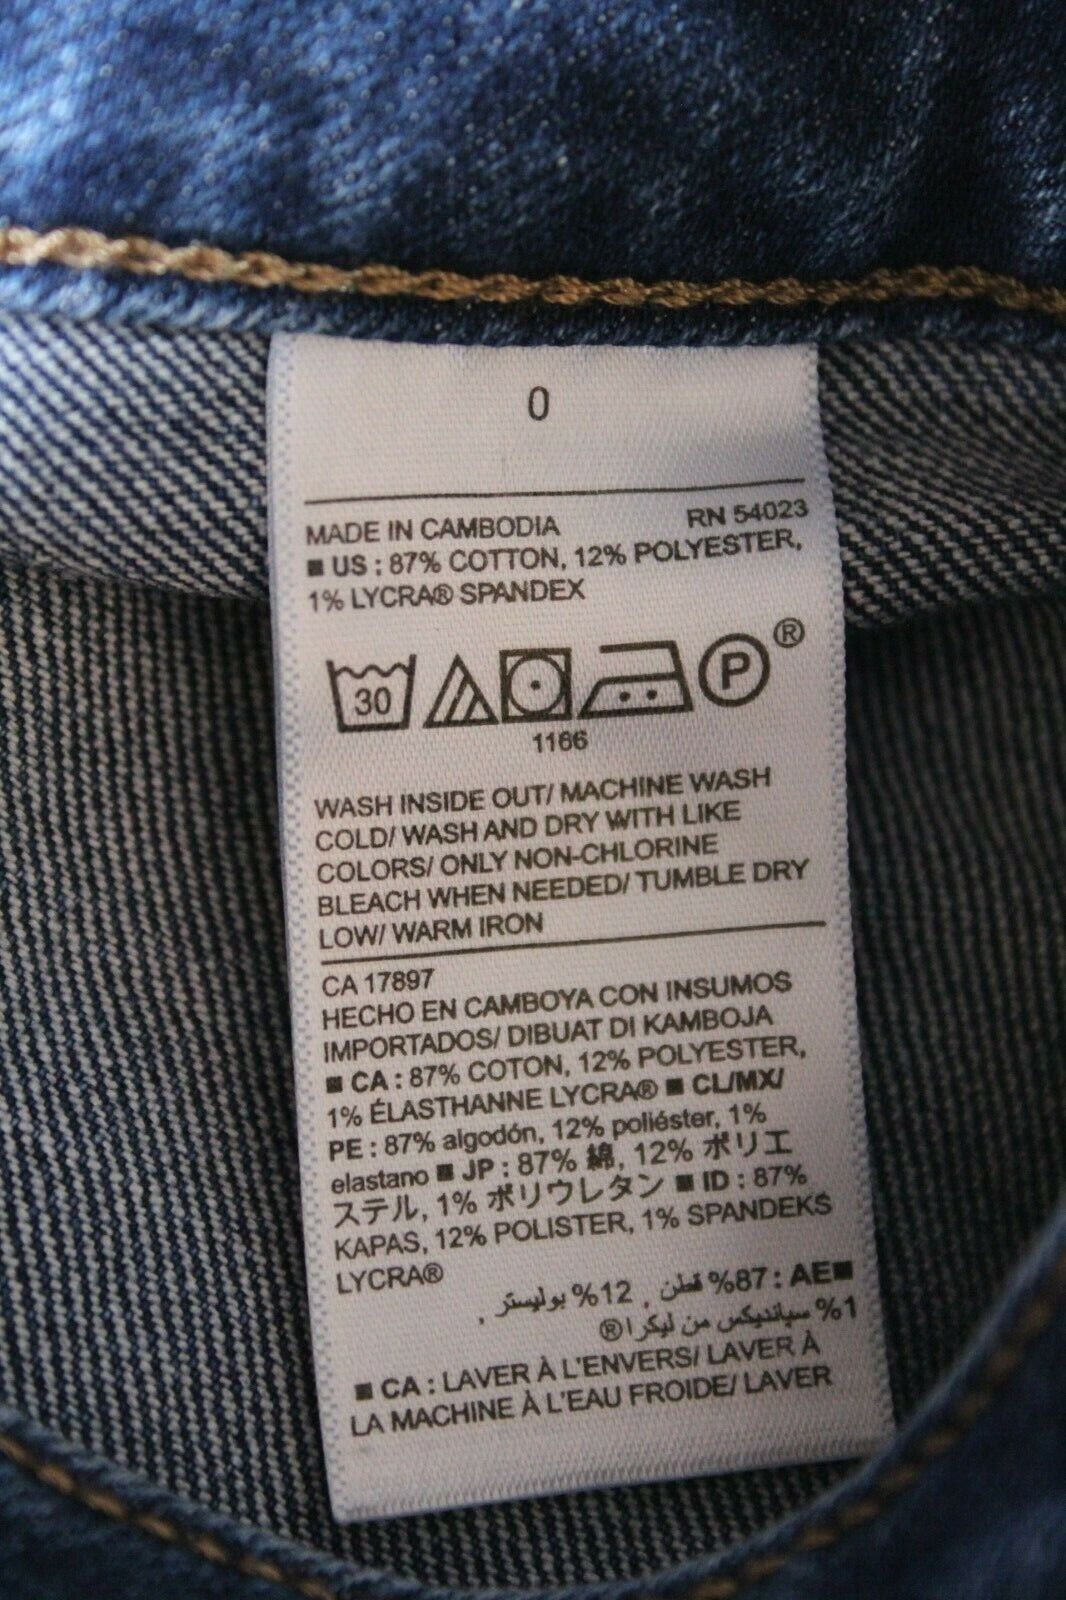 0
MADE IN CAMBODIA RN 54023
■ US : 87% COTTON, 12% POLYESTER,
1% LYCRA® SPANDEX
30 P ®
1166
WASH INSIDE OUT/ MACHINE WASH
COLD/ WASH AND DRY WITH LIKE
COLORS/ ONLY NON-CHLORINE
BLEACH WHEN NEEDED/ TUMBLE DRY
LOW/ WARM IRON
CA 17897
HECHO EN CAMBOYA CON INSUMOS
IMPORTADOS/ DIBUAT DI KAMBOJA
■ CA : 87% COTON, 12% POLYESTER,
1% ÉLASTHANNE LYCRA® ■ CL/MX/
PE : 87% algodón, 12% poliéster, 1%
elastano ■ JP : 87% 綿, 12% ポリエ
ステル, 1% ポリウレタン ■ ID : 87%
KAPAS, 12% POLISTER, 1% SPANDEKS
LYCRA®
■AE : 87% قطن , 12% بوليستر ,
1% سباندیكس من ليكرا®
■ CA : LAVER À L'ENVERS/ LAVER À
LA MACHINE À L'EAU FROIDE/ LAVER